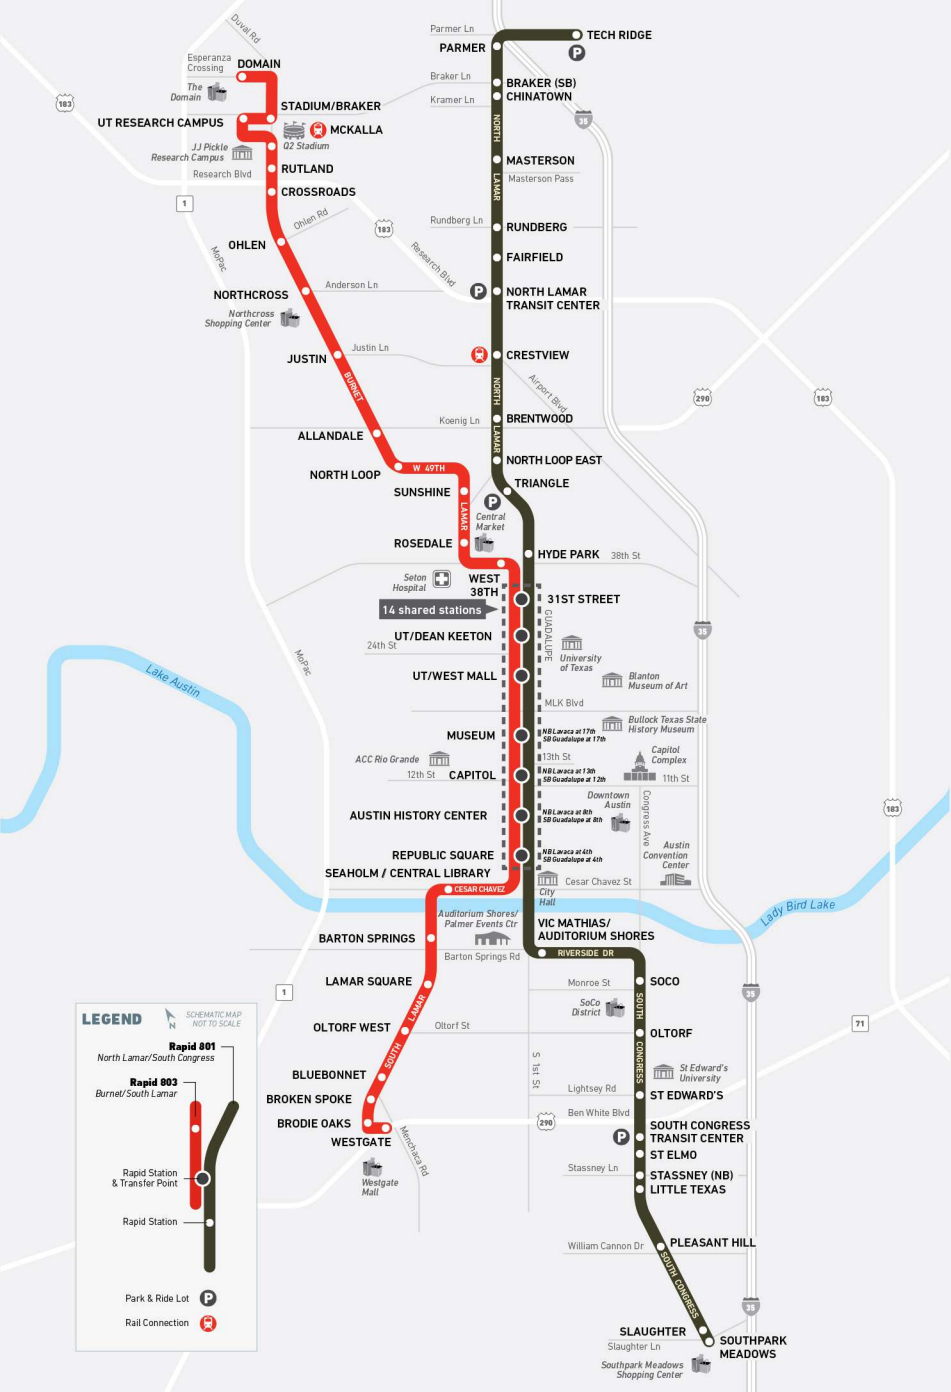 Duval Rd
Parmer Ln
TECH RIDGE
PARMER
P
Esperanza
Crossing
DOMAIN
The
Domain
Braker Ln
BRAKER (SB)
Kramer Ln
CHINATOWN
183
STADIUM/BRAKER
UT RESEARCH CAMPUS
MCKALLA
35
NORTH
Q2 Stadium
JJ Pickle
Research Campus
MASTERSON
RUTLAND
Research Blvd
Masterson Pass
LAMAR
CROSSROADS
1
Ohlen Rd
Rundberg Ln
RUNDBERG
183
OHLEN
MoPac
Research Blvd
FAIRFIELD
Anderson Ln
NORTHCROSS
P
NORTH LAMAR
TRANSIT CENTER
Northcross
Shopping Center
Justin Ln
JUSTIN
CRESTVIEW
BURNET
NORTH
Airport Blvd
290
183
Koenig Ln
BRENTWOOD
ALLANDALE
LAMAR
NORTH LOOP EAST
NORTH LOOP
W 49TH
TRIANGLE
SUNSHINE
P
LAMAR
Central
Market
ROSEDALE
HYDE PARK
38th St
Seton
Hospital
WEST
38TH
14 shared stations
31ST STREET
GUADALUPE
35
UT/DEAN KEETON
24th St
University
of Texas
MoPac
Lake Austin
UT/WEST MALL
Blanton
Museum of Art
MLK Blvd
Bullock Texas State
History Museum
MUSEUM
NB Lavaca at 17th
SB Guadalupe at 17th
ACC Rio Grande
13th St
Capitol
Complex
12th St
CAPITOL
NB Lavaca at 13th
SB Guadalupe at 12th
11th St
Downtown
Austin
Congress Ave
183
AUSTIN HISTORY CENTER
NB Lavaca at 8th
SB Guadalupe at 8th
Austin
Convention
Center
REPUBLIC SQUARE
NB Lavaca at 4th
SB Guadalupe at 4th
SEAHOLM / CENTRAL LIBRARY
CESAR CHAVEZ
Cesar Chavez St
City
Hall
Lady Bird Lake
Auditorium Shores/
Palmer Events Ctr
VIC MATHIAS/
AUDITORIUM SHORES
BARTON SPRINGS
Barton Springs Rd
RIVERSIDE DR
LAMAR SQUARE
Monroe St
SOCO
1
35
LAMAR
SoCo
District
SOUTH
OLTORF WEST
Oltorf St
OLTORF
71
SOUTH
CONGRESS
S 1st St
BLUEBONNET
St Edward's
University
Lightsey Rd
ST EDWARD'S
BROKEN SPOKE
Ben White Blvd
BRODIE OAKS
290
SOUTH CONGRESS
TRANSIT CENTER
P
WESTGATE
Menchaca Rd
ST ELMO
Westgate
Mall
Stassney Ln
STASSNEY (NB)
LITTLE TEXAS
William Cannon Dr
PLEASANT HILL
SOUTH CONGRESS
35
SLAUGHTER
Slaughter Ln
SOUTHPARK
MEADOWS
Southpark Meadows
Shopping Center
LEGEND
N
SCHEMATIC MAP
NOT TO SCALE
Rapid 801
North Lamar/South Congress
Rapid 803
Burnet/South Lamar
Rapid Station
& Transfer Point
Rapid Station
Park & Ride Lot
P
Rail Connection